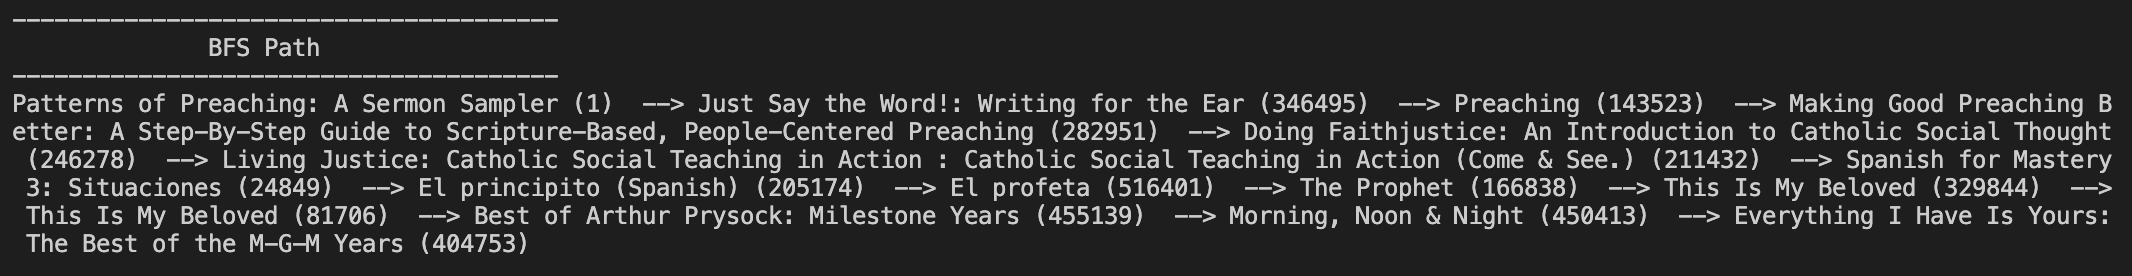 ---------------------------------------
              BFS Path
---------------------------------------
Patterns of Preaching: A Sermon Sampler (1)  --> Just Say the Word!: Writing for the Ear (346495)  --> Preaching (143523)  --> Making Good Preaching B
etter: A Step-By-Step Guide to Scripture-Based, People-Centered Preaching (282951)  --> Doing Faithjustice: An Introduction to Catholic Social Thought
 (246278)  --> Living Justice: Catholic Social Teaching in Action : Catholic Social Teaching in Action (Come & See.) (211432)  --> Spanish for Mastery
 3: Situaciones (24849)  --> El principito (Spanish) (205174)  --> El profeta (516401)  --> The Prophet (166838)  --> This Is My Beloved (329844)  -->
 This Is My Beloved (81706)  --> Best of Arthur Prysock: Milestone Years (455139)  --> Morning, Noon & Night (450413)  --> Everything I Have Is Yours:
 The Best of the M-G-M Years (404753)